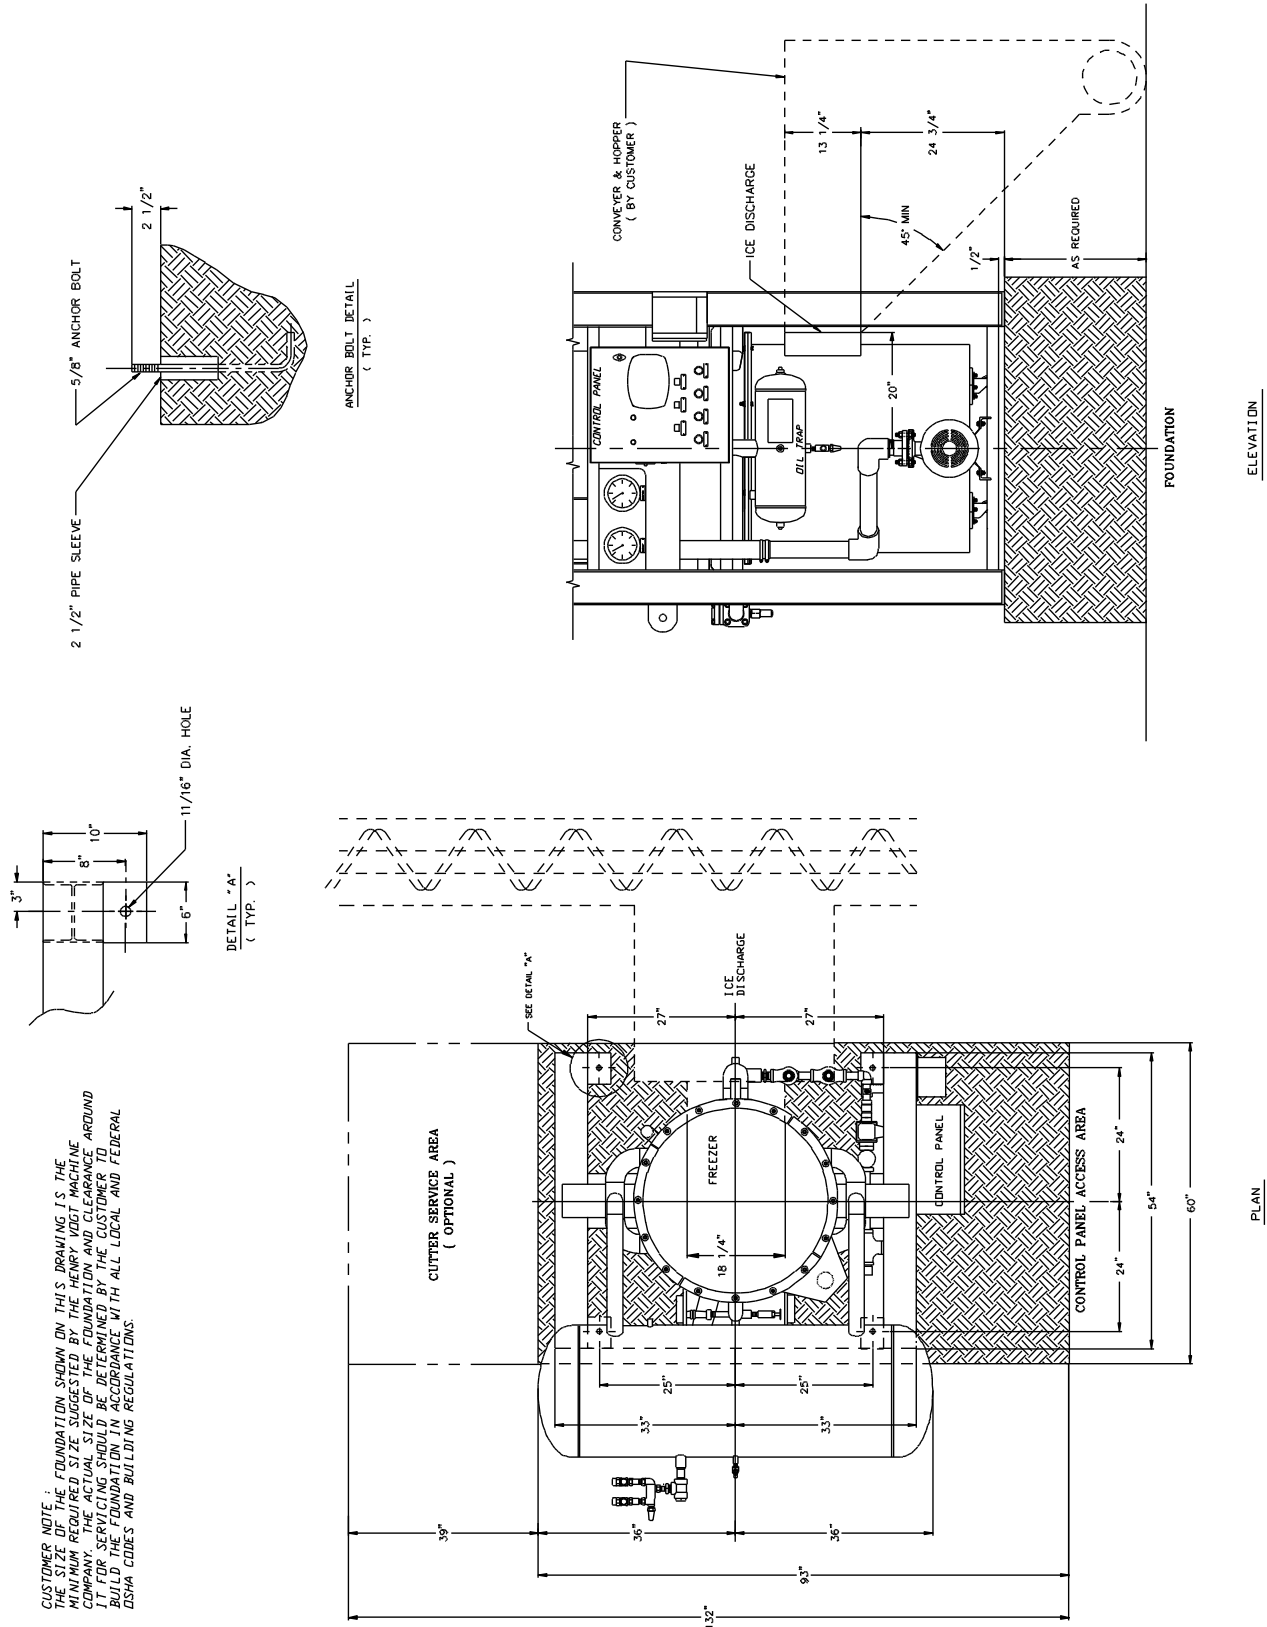 CUSTOMER NOTE :
THE SIZE OF THE FOUNDATION SHOWN ON THIS DRAWING IS THE
MINIMUM REQUIRED SIZE SUGGESTED BY THE HENRY VOGT MACHINE
COMPANY. THE ACTUAL SIZE OF THE FOUNDATION AND CLEARANCE AROUND
IT FOR SERVICING SHOULD BE DETERMINED BY THE CUSTOMER TO
BUILD THE FOUNDATION IN ACCORDANCE WITH ALL LOCAL AND FEDERAL
OSHA CODES AND BUILDING REGULATIONS.
3"
8"
10"
6"
11/16" DIA. HOLE
DETAIL "A"
( TYP. )
2 1/2" PIPE SLEEVE
5/8" ANCHOR BOLT
2 1/2"
ANCHOR BOLT DETAIL
( TYP. )
CUTTER SERVICE AREA
( OPTIONAL )
SEE DETAIL "A"
27"
27"
ICE
DISCHARGE
FREEZER
18 1/4"
CONTROL PANEL
CONTROL PANEL ACCESS AREA
25"
25"
33"
33"
39"
36"
36"
93"
132"
24"
24"
54"
60"
PLAN
CONVEYER & HOPPER
( BY CUSTOMER )
ICE DISCHARGE
13 1/4"
24 3/4"
45° MIN
1/2"
AS REQUIRED
CONTROL PANEL
OIL TRAP
20"
FOUNDATION
ELEVATION